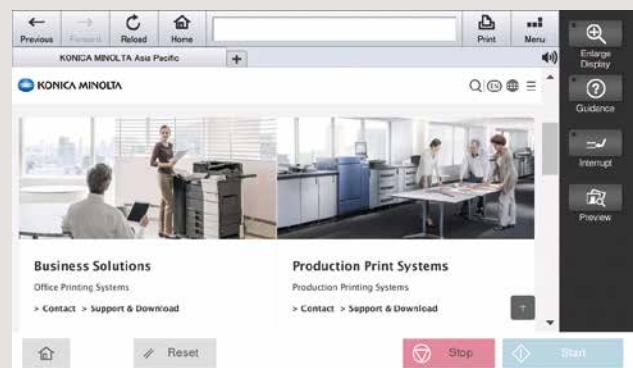 Previous Forward Reload Home Print Menu
KONICA MINOLTA Asia Pacific +
KONICA MINOLTA EN
Enlarge
Display
Guidance
Interrupt
Preview
Business Solutions
Office Printing Systems
> Contact > Support & Download
Production Print Systems
Production Printing Systems
> Contact > Support & Download
Reset Stop Start